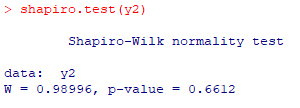 > shapiro.test(y2)
Shapiro-Wilk normality test
data:  y2
W = 0.98996, p-value = 0.6612